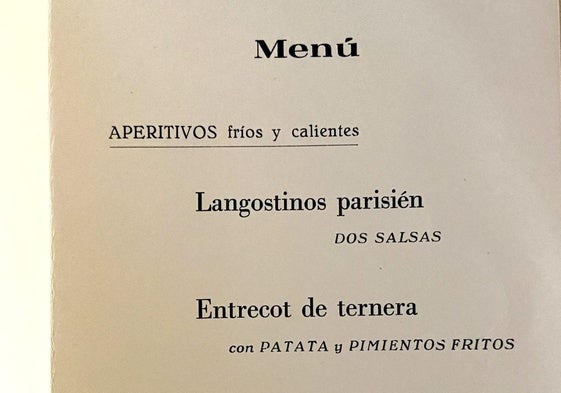 Menú
APERITIVOS fríos y calientes
Langostinos parisién
DOS SALSAS
Entrecot de ternera
con PATATA y PIMIENTOS FRITOS